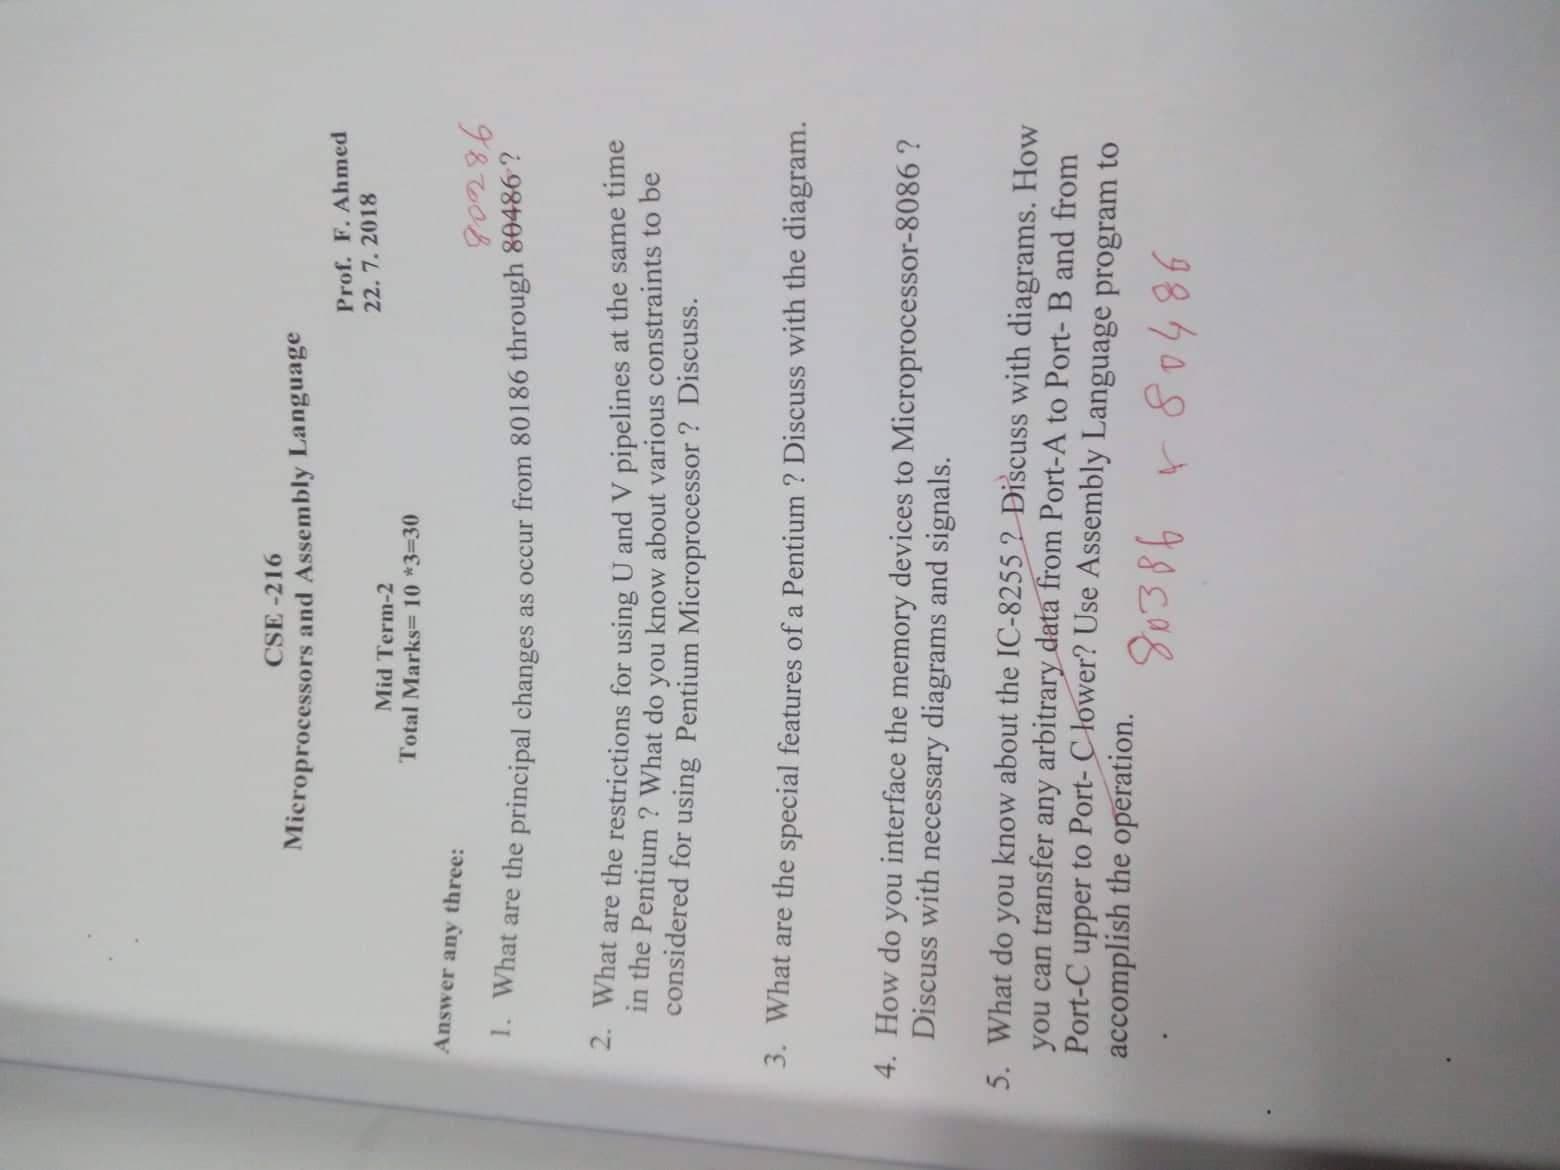 CSE -216
Microprocessors and Assembly Language
Prof. F. Ahmed
22. 7. 2018
Mid Term-2
Total Marks= 10 *3=30
Answer any three:
80286
1. What are the principal changes as occur from 80186 through 80486 ?
2. What are the restrictions for using U and V pipelines at the same time
in the Pentium ? What do you know about various constraints to be
considered for using Pentium Microprocessor ? Discuss.
3. What are the special features of a Pentium ? Discuss with the diagram.
4. How do you interface the memory devices to Microprocessor-8086 ?
Discuss with necessary diagrams and signals.
5. What do you know about the IC-8255 ? Discuss with diagrams. How
you can transfer any arbitrary data from Port-A to Port- B and from
Port-C upper to Port- C lower? Use Assembly Language program to
accomplish the operation.
80386 + 80486